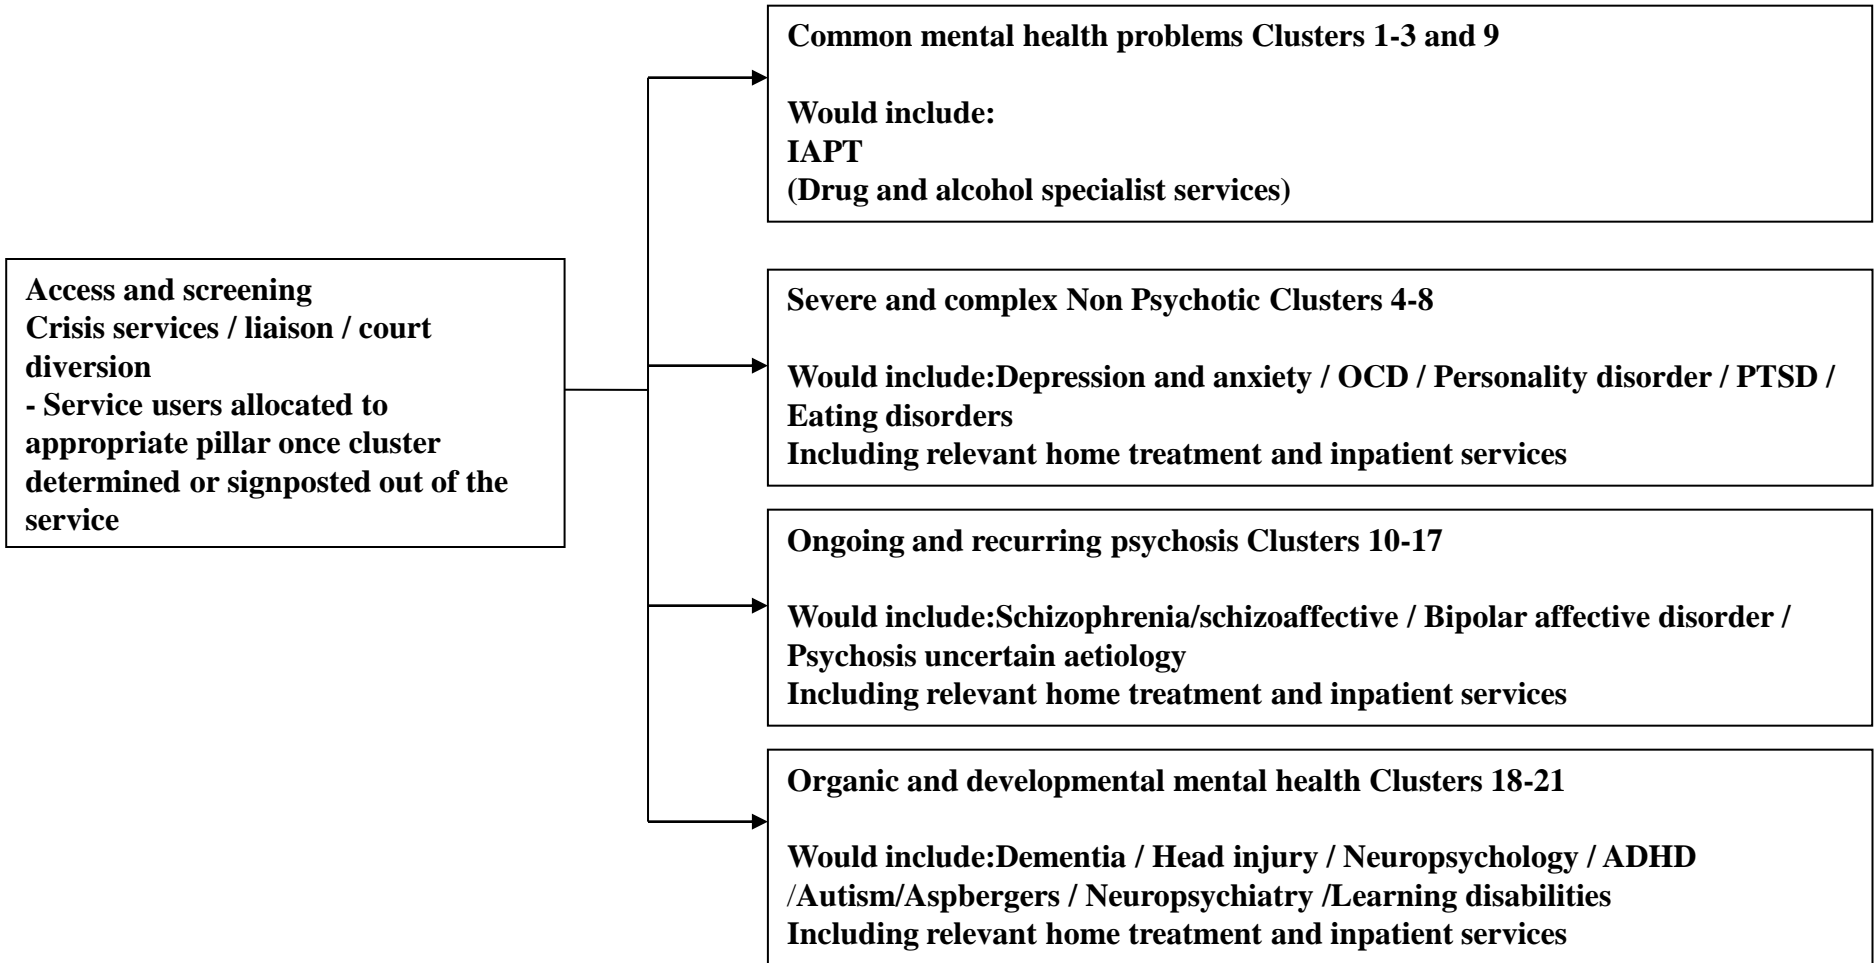 Access and screening
Crisis services / liaison / court
diversion
- Service users allocated to
appropriate pillar once cluster
determined or signposted out of the
service
Common mental health problems Clusters 1-3 and 9
Would include:
IAPT
(Drug and alcohol specialist services)
Severe and complex Non Psychotic Clusters 4-8
Would include:Depression and anxiety / OCD / Personality disorder / PTSD /
Eating disorders
Including relevant home treatment and inpatient services
Ongoing and recurring psychosis Clusters 10-17
Would include:Schizophrenia/schizoaffective / Bipolar affective disorder /
Psychosis uncertain aetiology
Including relevant home treatment and inpatient services
Organic and developmental mental health Clusters 18-21
Would include:Dementia / Head injury / Neuropsychology / ADHD
/Autism/Aspbergers / Neuropsychiatry /Learning disabilities
Including relevant home treatment and inpatient services